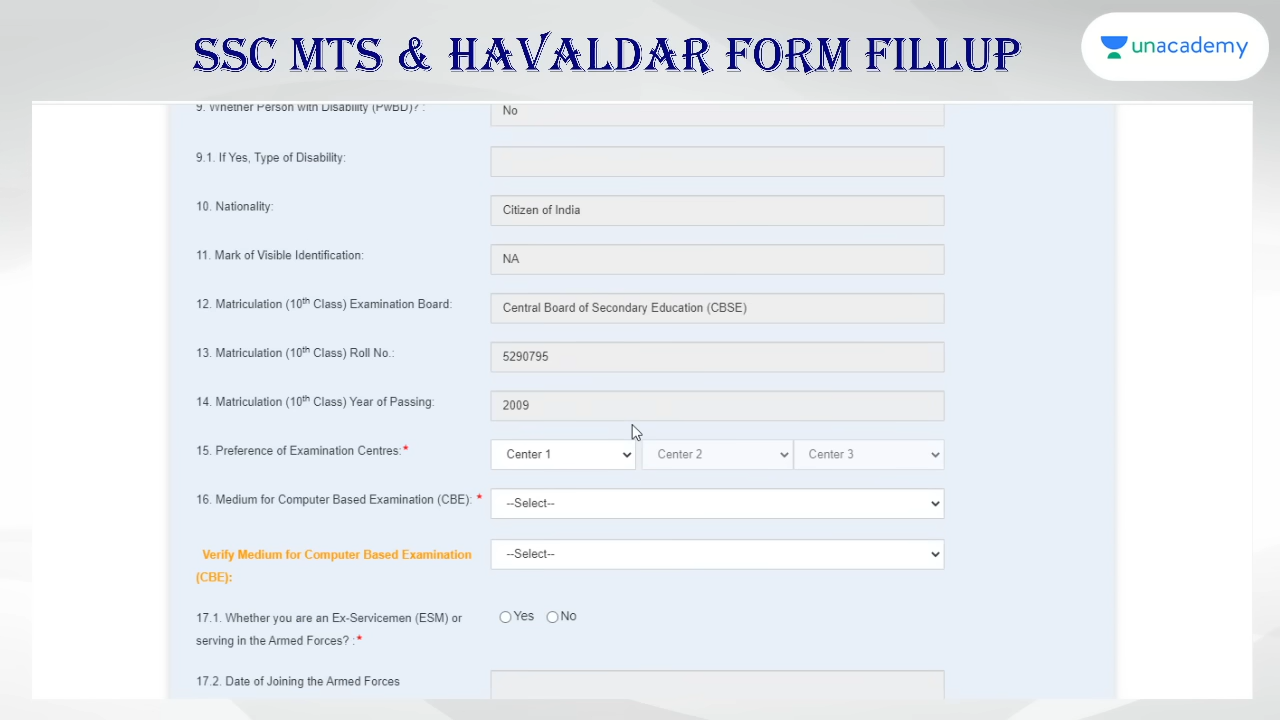 SSC MTS & HAVALDAR FORM FILLUP
unacademy
9. Whether Person with Disability (PwBD)? :
No
9.1. If Yes, Type of Disability:
10. Nationality:
Citizen of India
11. Mark of Visible Identification:
NA
12. Matriculation (10th Class) Examination Board:
Central Board of Secondary Education (CBSE)
13. Matriculation (10th Class) Roll No.:
5290795
14. Matriculation (10th Class) Year of Passing:
2009
15. Preference of Examination Centres:*
Center 1 Center 2 Center 3
16. Medium for Computer Based Examination (CBE): *
--Select--
Verify Medium for Computer Based Examination
(CBE):
--Select--
17.1. Whether you are an Ex-Servicemen (ESM) or
serving in the Armed Forces? :*
Yes No
17.2. Date of Joining the Armed Forces